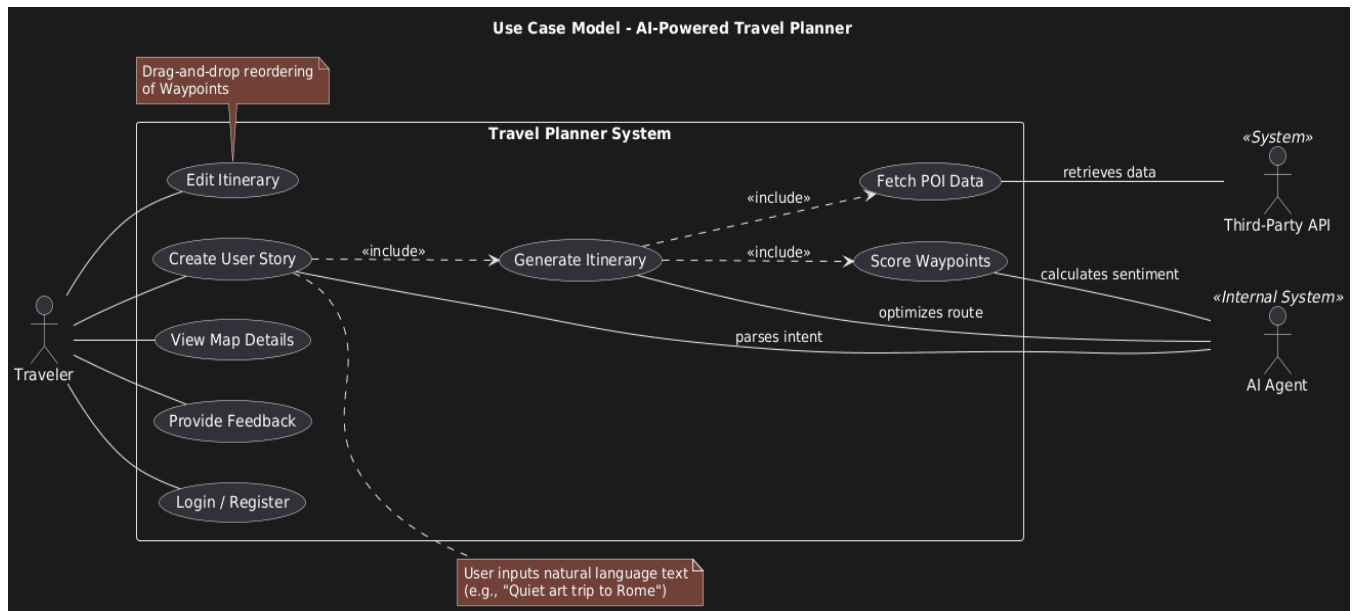 Use Case Model - AI-Powered Travel Planner
Drag-and-drop reordering
of Waypoints
Travel Planner System
«System»
Edit Itinerary
Fetch POI Data
retrieves data
«include»
Third-Party API
Create User Story
«include»
Generate Itinerary
«include»
Score Waypoints
calculates sentiment
«Internal System»
optimizes route
View Map Details
parses intent
Traveler
AI Agent
Provide Feedback
Login / Register
User inputs natural language text
(e.g., "Quiet art trip to Rome")